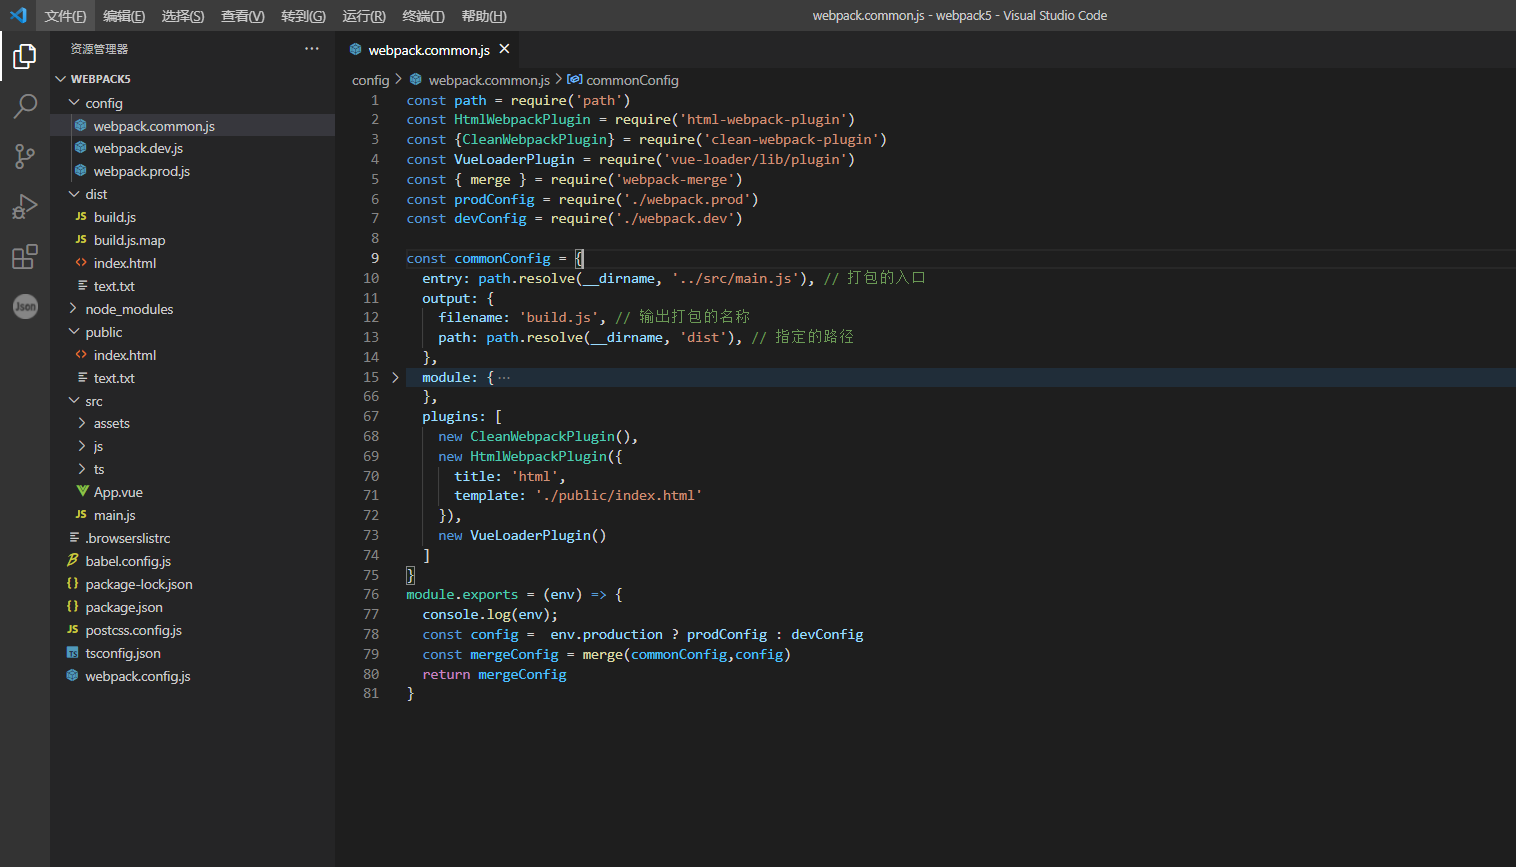 文件(F) 编辑(E) 选择(S) 查看(V) 转到(G) 运行(R) 终端(T) 帮助(H)
webpack.common.js - webpack5 - Visual Studio Code
资源管理器
WEBPACK5
config
webpack.common.js
webpack.dev.js
webpack.prod.js
dist
JS build.js
JS build.js.map
<> index.html
text.txt
node_modules
public
<> index.html
text.txt
src
assets
js
ts
App.vue
JS main.js
.browserslistrc
babel.config.js
{} package-lock.json
{} package.json
JS postcss.config.js
TS tsconfig.json
webpack.config.js
Json
webpack.common.js ×
config > webpack.common.js > commonConfig
1 const path = require('path')
2 const HtmlWebpackPlugin = require('html-webpack-plugin')
3 const {CleanWebpackPlugin} = require('clean-webpack-plugin')
4 const VueLoaderPlugin = require('vue-loader/lib/plugin')
5 const { merge } = require('webpack-merge')
6 const prodConfig = require('./webpack.prod')
7 const devConfig = require('./webpack.dev')
8
9 const commonConfig = {
10 entry: path.resolve(__dirname, '../src/main.js'), // 打包的入口
11 output: {
12 filename: 'build.js', // 输出打包的名称
13 path: path.resolve(__dirname, 'dist'), // 指定的路径
14 },
15 module: { ···
66 },
67 plugins: [
68 new CleanWebpackPlugin(),
69 new HtmlWebpackPlugin({
70 title: 'html',
71 template: './public/index.html'
72 }),
73 new VueLoaderPlugin()
74 ]
75 }
76 module.exports = (env) => {
77 console.log(env);
78 const config =  env.production ? prodConfig : devConfig
79 const mergeConfig = merge(commonConfig,config)
80 return mergeConfig
81 }